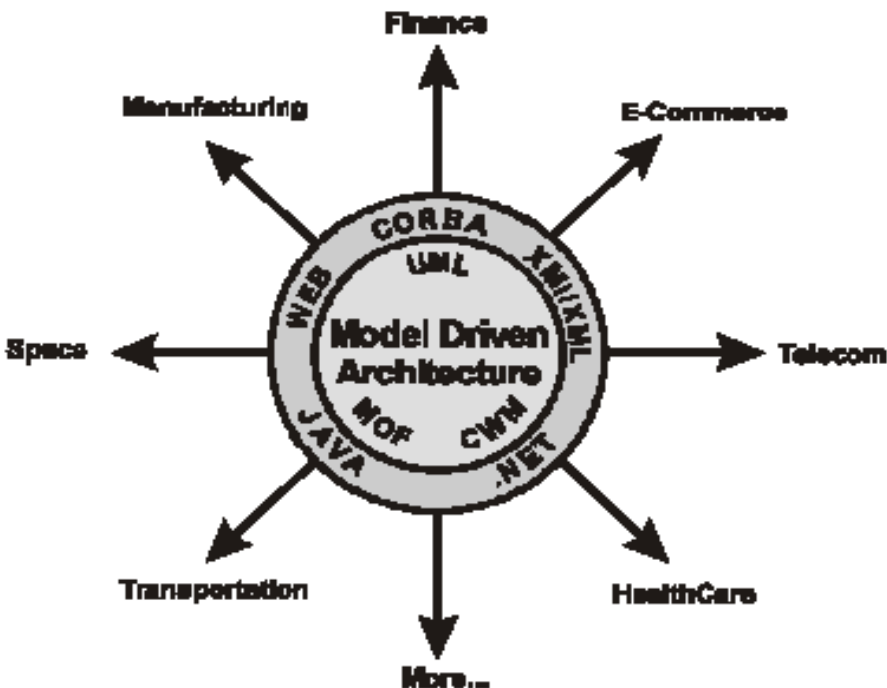 Finance
Manufacturing
E-Commerce
CORBA
WEB
XMI/XML
UML
Space
Model Driven
Architecture
Telecom
MOF
CWM
JAVA
.NET
Transportation
HealthCare
More...